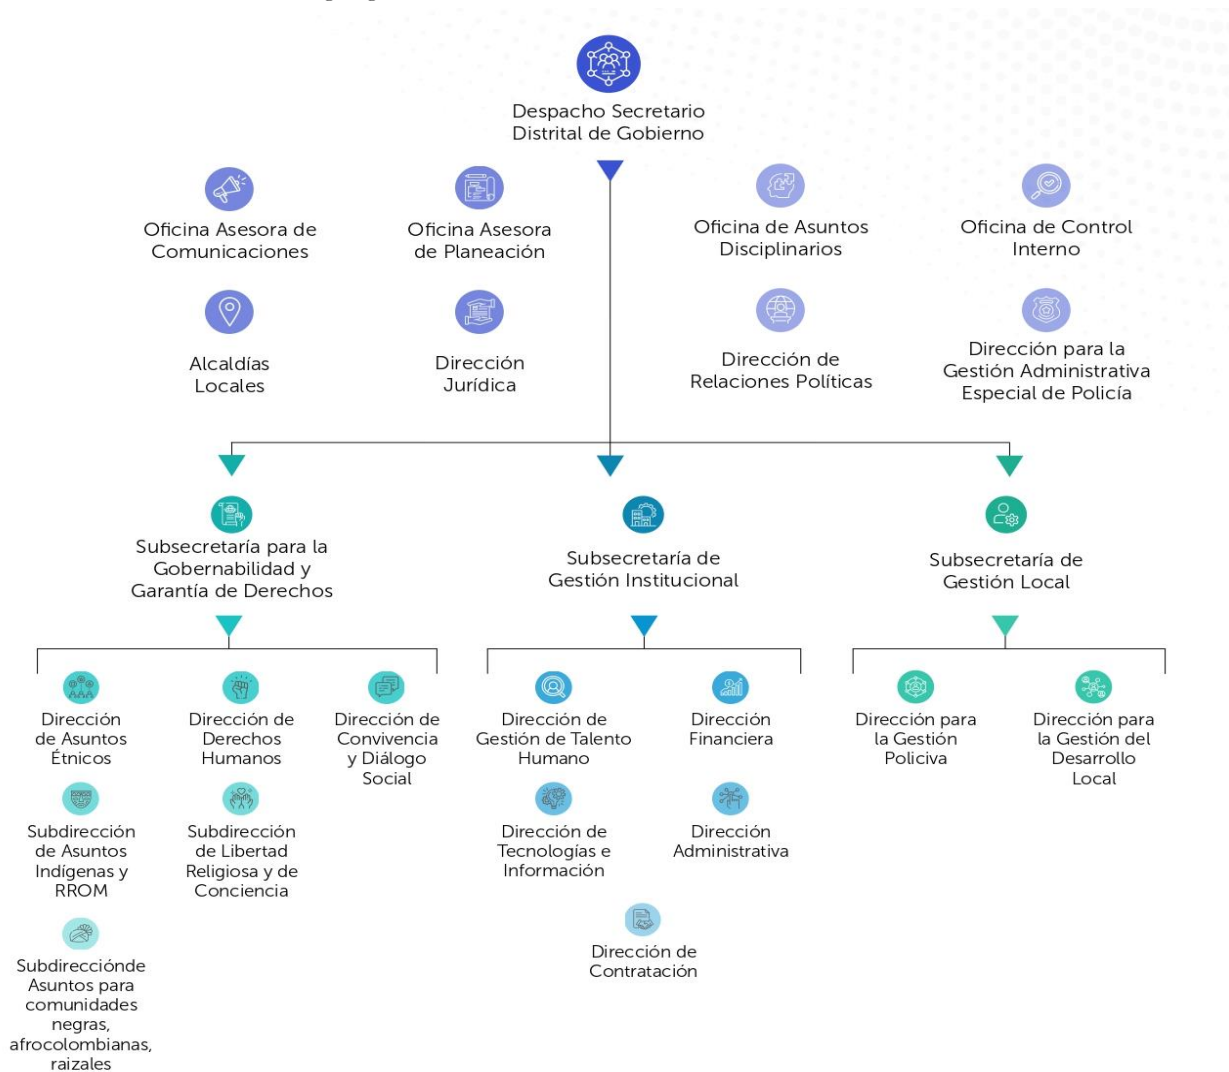 Despacho Secretario
Distrital de Gobierno
Oficina Asesora de
Comunicaciones
Oficina Asesora
de Planeación
Oficina de Asuntos
Disciplinarios
Oficina de Control
Interno
Alcaldías
Locales
Dirección
Jurídica
Dirección de
Relaciones Políticas
Dirección para la
Gestión Administrativa
Especial de Policía
Subsecretaría para la
Gobernabilidad y
Garantía de Derechos
Subsecretaría de
Gestión Institucional
Subsecretaría de
Gestión Local
Dirección
de Asuntos
Étnicos
Dirección de
Derechos
Humanos
Dirección de
Convivencia
y Diálogo
Social
Dirección de
Gestión de Talento
Humano
Dirección
Financiera
Dirección para
la Gestión
Policiva
Dirección para
la Gestión del
Desarrollo
Local
Subdirección
de Asuntos
Indígenas y
RROM
Subdirección
de Libertad
Religiosa y de
Conciencia
Dirección de
Tecnologías e
Información
Dirección
Administrativa
Dirección de
Contratación
Subdirecciónde
Asuntos para
comunidades
negras,
afrocolombianas,
raizales